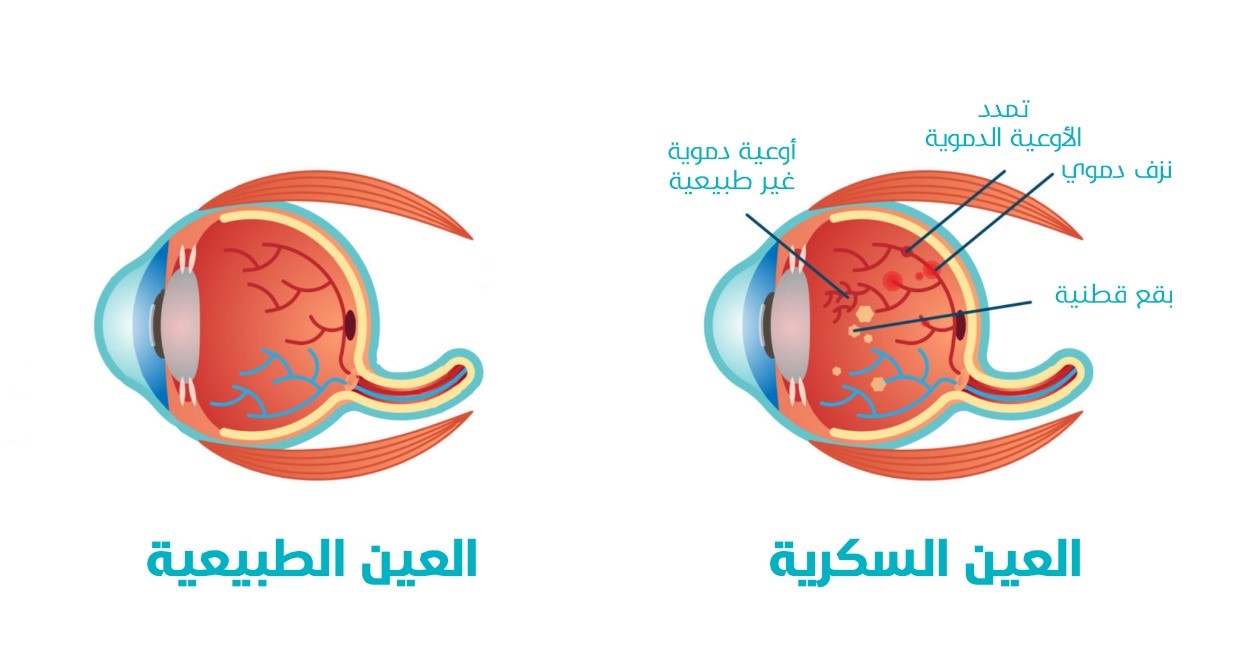 تمدد
الأوعية الدموية
نزف دموي
أوعية دموية
غير طبيعية
بقع قطنية
العين السكرية
العين الطبيعية